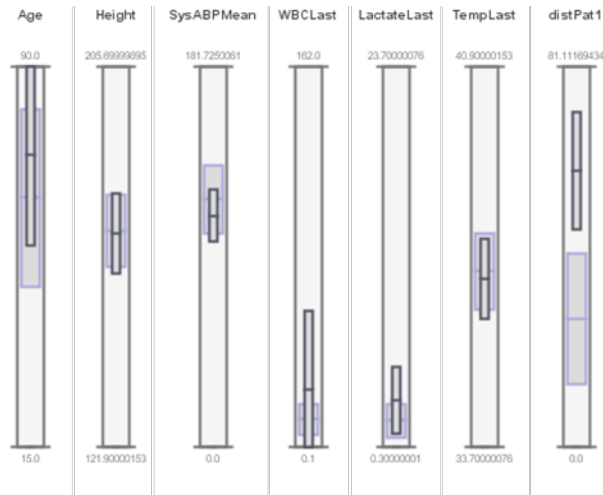 Age Height SysABPMean WBCLast LactateLast TempLast distPat1
90.0 205.69999695 181.7250061 162.0 23.70000076 40.90000153 81.11169434
15.0 121.90000153 0.0 0.1 0.30000001 33.70000076 0.0